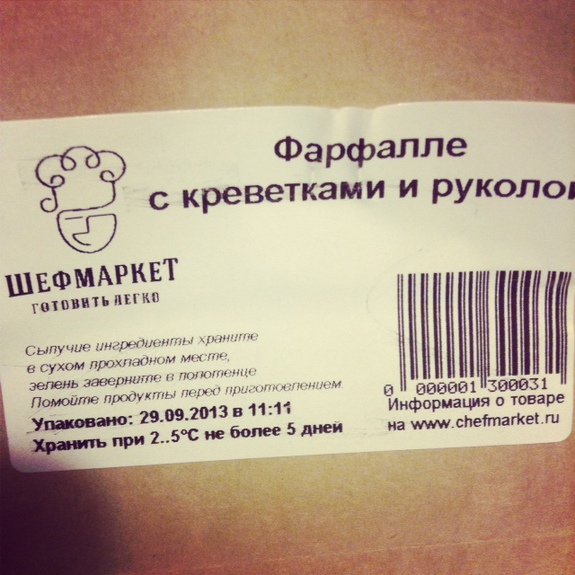 Фарфалле
с креветками и руколо
ШЕФМАРКЕТ
ГОТОВИТЬ ЛЕГКО
Сыпучие ингредиенты храните
в сухом прохладном месте,
зелень заверните в полотенце
Помойте продукты перед приготовлением
Упаковано: 29.09.2013 в 11:11
Хранить при 2..5°С не более 5 дней
0 000001 300031
Информация о товаре
на www.chefmarket.ru